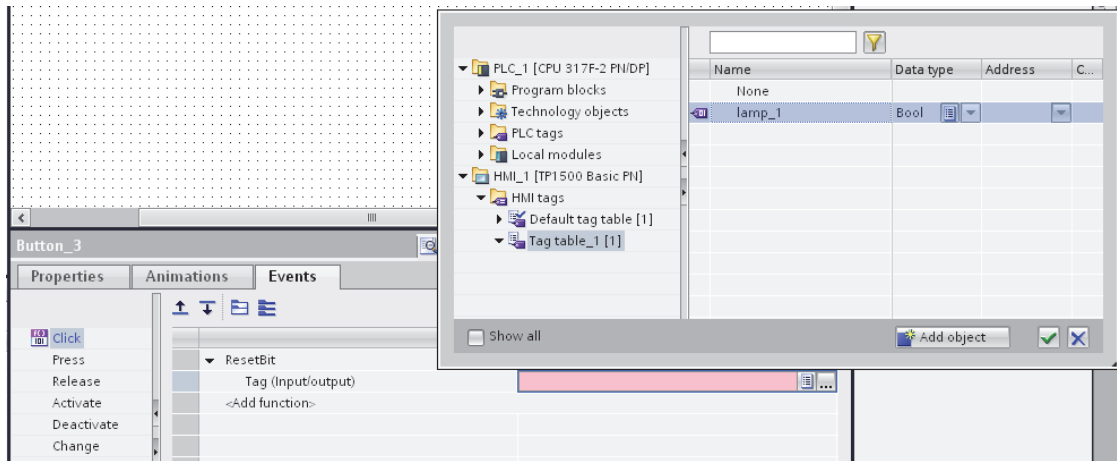 Name Data type Address C...
PLC_1 [CPU 317F-2 PN/DP]
None
Program blocks
lamp_1 Bool
Technology objects
PLC tags
Local modules
HMI_1 [TP1500 Basic PN]
HMI tags
Default tag table [1]
Tag table_1 [1]
Show all
Add object
Button_3
Properties Animations Events
Click
Press
Release
Activate
Deactivate
Change
ResetBit
Tag (Input/output)
<Add function>